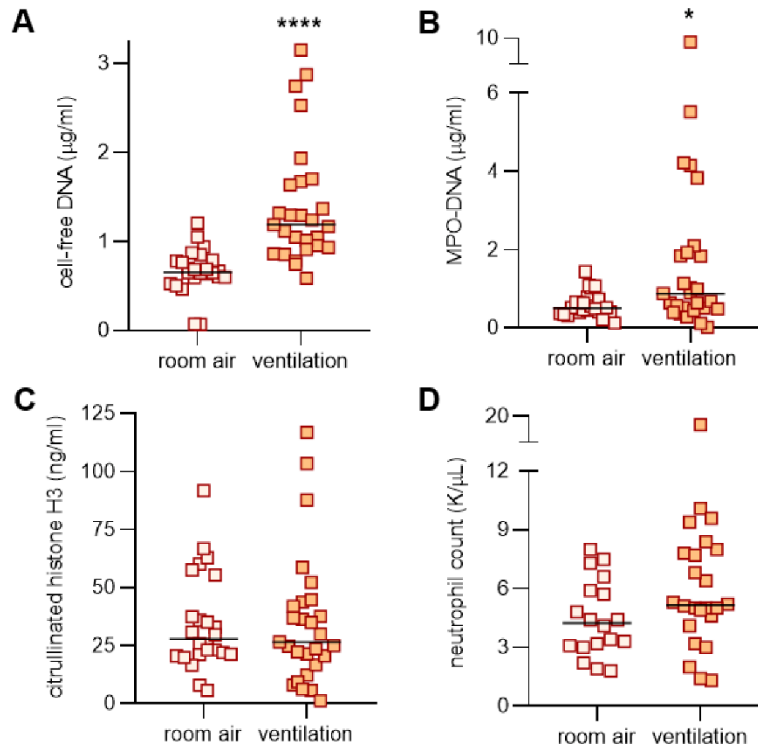 A
****
cell-free DNA (µg/ml)
3
2
1
0
room air
ventilation
B
*
MPO-DNA (µg/ml)
10
6
4
2
0
room air
ventilation
C
citrullinated histone H3 (ng/ml)
125
100
75
50
25
0
room air
ventilation
D
neutrophil count (K/µL)
20
12
9
6
3
0
room air
ventilation